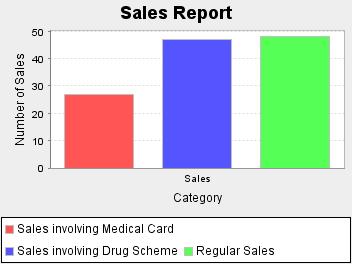 Sales Report
Number of Sales
50
40
30
20
10
0
Sales
Category
Sales involving Medical Card
Sales involving Drug Scheme Regular Sales